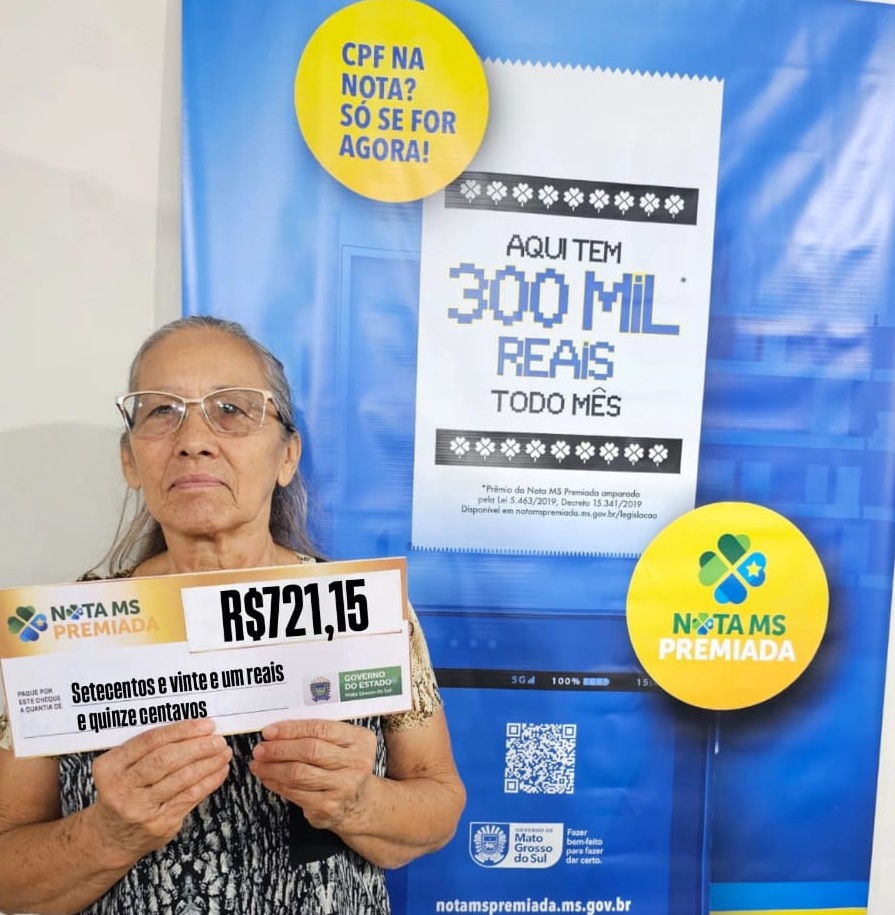 CPF NA
NOTA?
SÓ SE FOR
AGORA!
AQUI TEM
300 MiL*
REAiS
TODO MÊS
*Prêmio da Nota MS Premiada amparado
pela Lei 5.463/2019, Decreto 15.341/2019
Disponível em notamspremiada.ms.gov.br/legislacao
NOTA MS
PREMIADA
5G
100%
15:
GOVERNO DE
Mato
Grosso
do Sul
Fazer
bem-feito
para fazer
dar certo.
notamspremiada.ms.gov.br
NOTA MS
PREMIADA
R$721,15
PAGUE POR
ESTE CHEQUE
A QUANTIA DE
Setecentos e vinte e um reais
e quinze centavos
GOVERNO
DO ESTADO
Mato Grosso do Sul